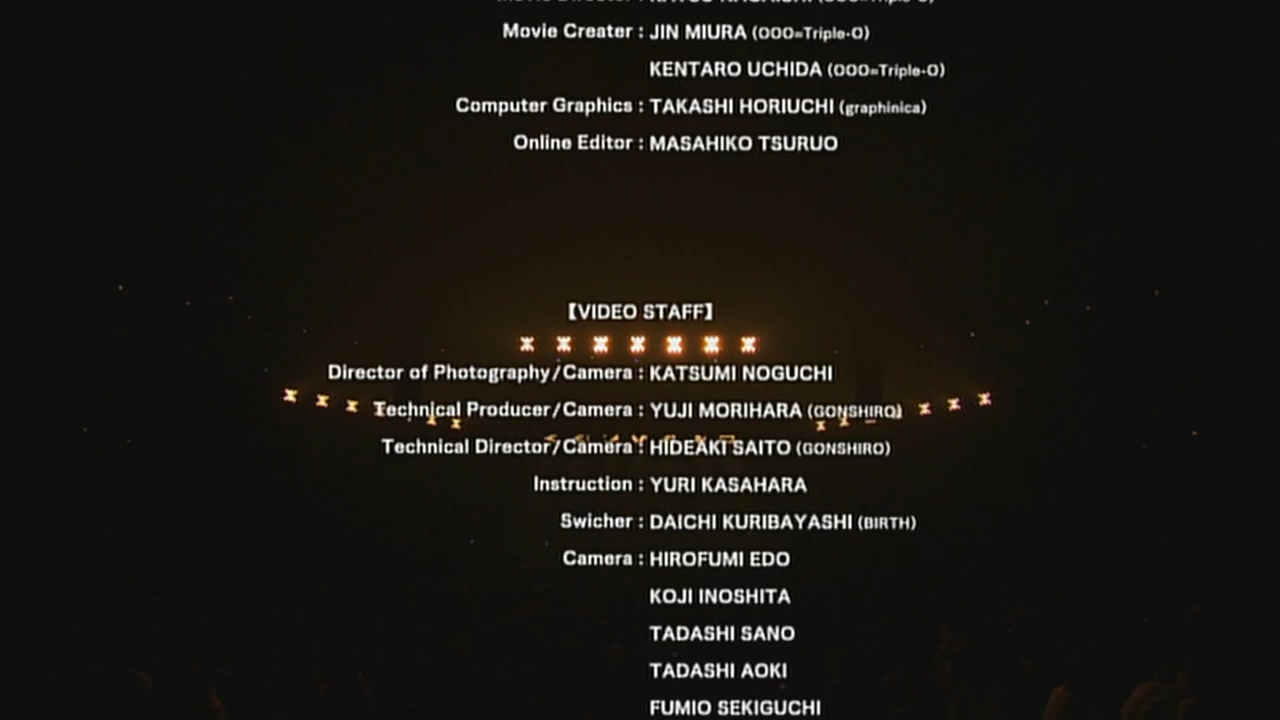 Movie Creater : JIN MIURA (OOO=Triple-O)
KENTARO UCHIDA (OOO=Triple-O)
Computer Graphics : TAKASHI HORIUCHI (graphinica)
Online Editor : MASAHIKO TSURUO
【VIDEO STAFF】
Director of Photography/Camera : KATSUMI NOGUCHI
Technical Producer/Camera : YUJI MORIHARA (GONSHIRO)
Technical Director/Camera : HIDEAKI SAITO (GONSHIRO)
Instruction : YURI KASAHARA
Swicher : DAICHI KURIBAYASHI (BIRTH)
Camera : HIROFUMI EDO
KOJI INOSHITA
TADASHI SANO
TADASHI AOKI
FUMIO SEKIGUCHI